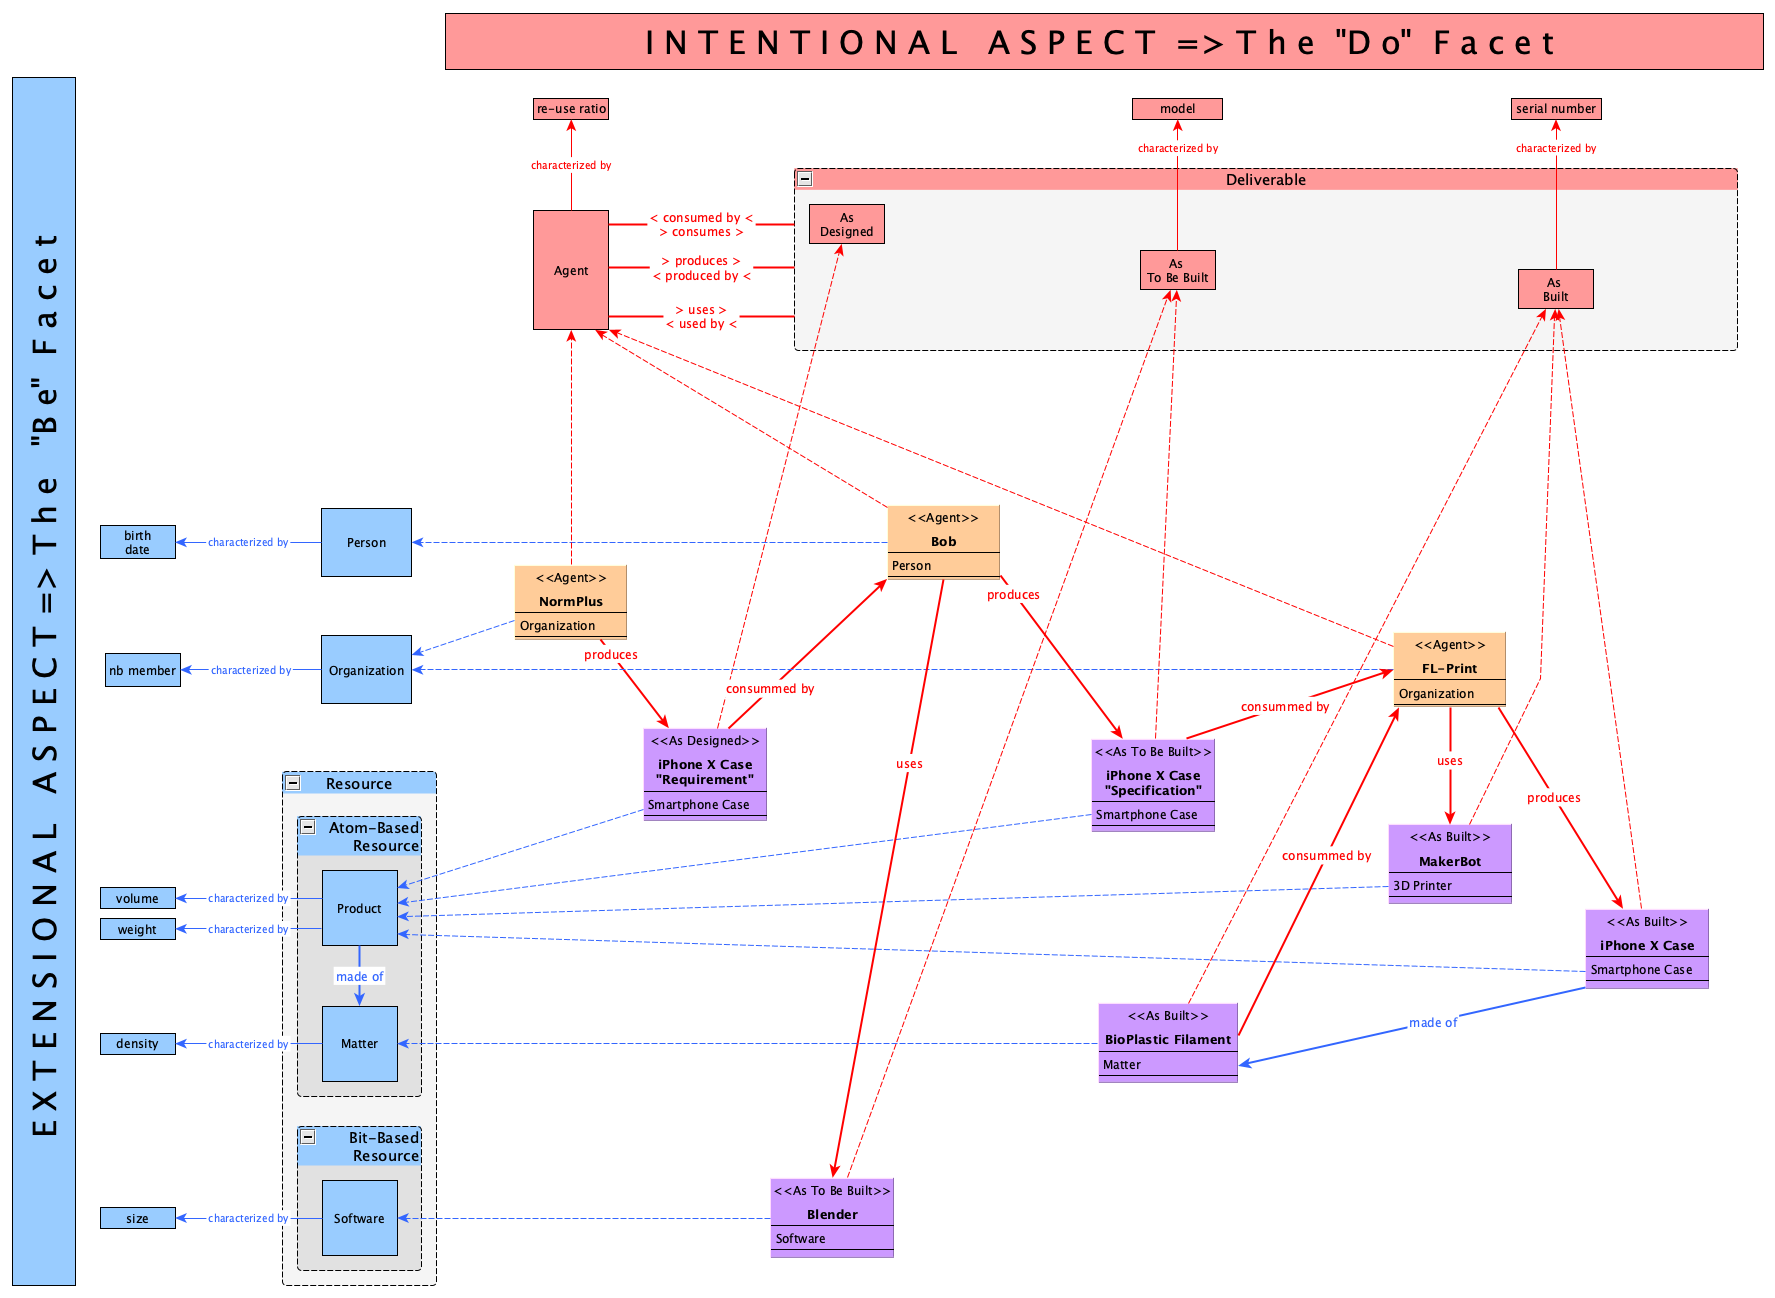 INTENTIONAL ASPECT => The "Do" Facet
EXTENSIONAL ASPECT => The "Be" Facet
re-use ratio
model
serial number
characterized by
characterized by
characterized by
Deliverable
As
Designed
As
To Be Built
As
Built
Agent
< consumed by <
> consumes >
> produces >
< produced by <
> uses >
< used by <
birth
date
characterized by
Person
<<Agent>>
Bob
Person
<<Agent>>
NormPlus
Organization
produces
produces
nb member
characterized by
Organization
<<Agent>>
FL-Print
Organization
consummed by
consummed by
<<As Designed>>
iPhone X Case
"Requirement"
Smartphone Case
<<As To Be Built>>
iPhone X Case
"Specification"
Smartphone Case
uses
uses
produces
Resource
Atom-Based
Resource
<<As Built>>
MakerBot
3D Printer
consummed by
volume
characterized by
weight
characterized by
Product
made of
<<As Built>>
iPhone X Case
Smartphone Case
density
characterized by
Matter
<<As Built>>
BioPlastic Filament
Matter
made of
Bit-Based
Resource
size
characterized by
Software
<<As To Be Built>>
Blender
Software